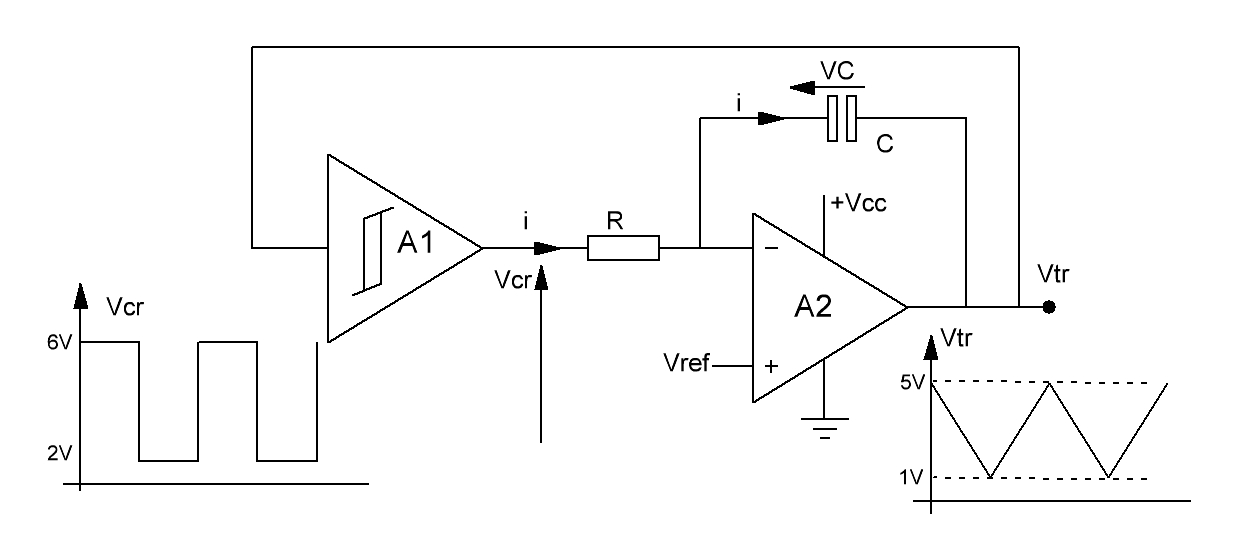 VC
i
C
+Vcc
i
R
A1
−
Vcr
Vtr
A2
Vcr
6V
Vref
+
Vtr
5V
2V
1V